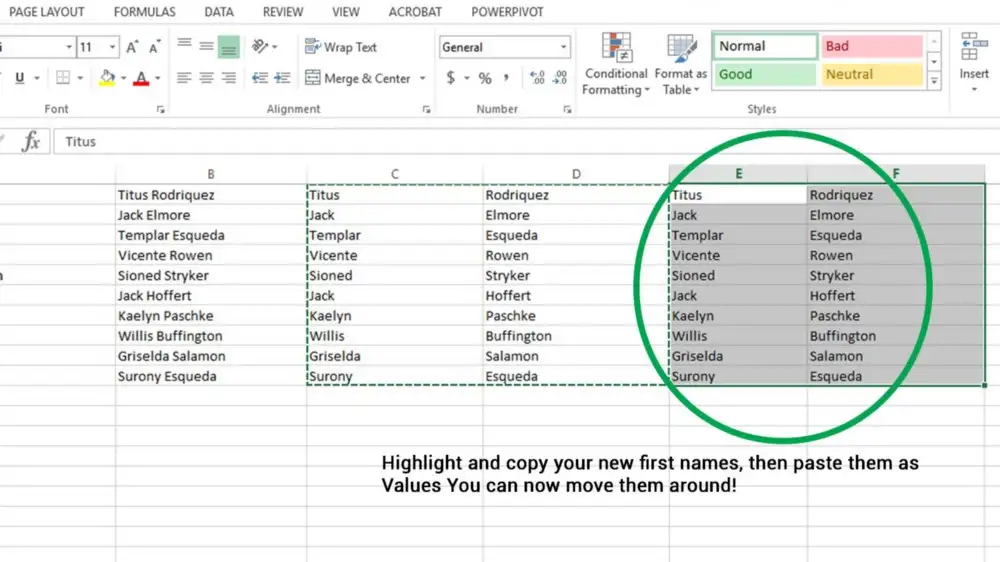 PAGE LAYOUT FORMULAS DATA REVIEW VIEW ACROBAT POWERPIVOT
11 A A Wrap Text General Normal Bad
U A Merge & Center $ % , .00 Conditional Formatting Format as Table Good Neutral Insert
Font Alignment Number Styles
fx Titus
B C D E F
Titus Rodriquez Titus Rodriquez Titus Rodriquez
Jack Elmore Jack Elmore Jack Elmore
Templar Esqueda Templar Esqueda Templar Esqueda
Vicente Rowen Vicente Rowen Vicente Rowen
Sioned Stryker Sioned Stryker Sioned Stryker
Jack Hoffert Jack Hoffert Jack Hoffert
Kaelyn Paschke Kaelyn Paschke Kaelyn Paschke
Willis Buffington Willis Buffington Willis Buffington
Griselda Salamon Griselda Salamon Griselda Salamon
Surony Esqueda Surony Esqueda Surony Esqueda
Highlight and copy your new first names, then paste them as
Values You can now move them around!